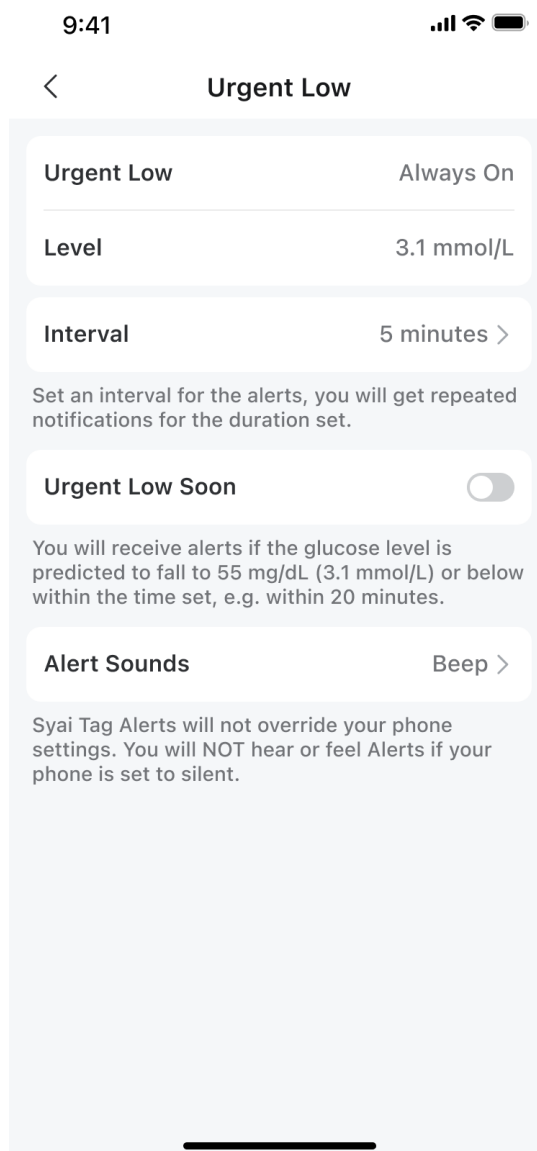 9:41
Urgent Low
Urgent Low Always On
Level 3.1 mmol/L
Interval 5 minutes
Set an interval for the alerts, you will get repeated
notifications for the duration set.
Urgent Low Soon
You will receive alerts if the glucose level is
predicted to fall to 55 mg/dL (3.1 mmol/L) or below
within the time set, e.g. within 20 minutes.
Alert Sounds Beep
Syai Tag Alerts will not override your phone
settings. You will NOT hear or feel Alerts if your
phone is set to silent.